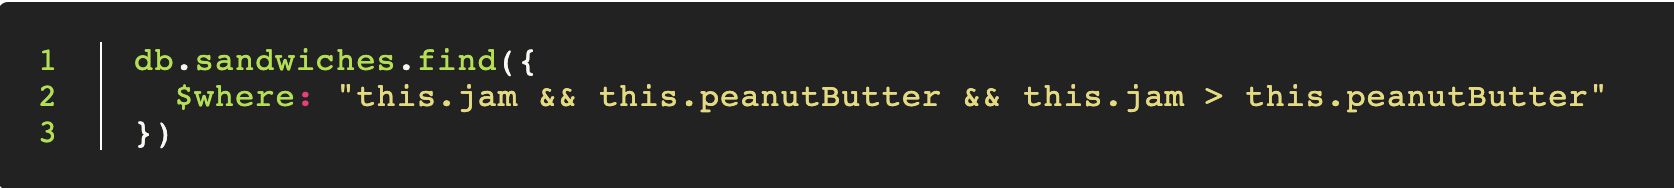 1 db.sandwiches.find({
2 $where: "this.jam && this.peanutButter && this.jam > this.peanutButter"
3 })